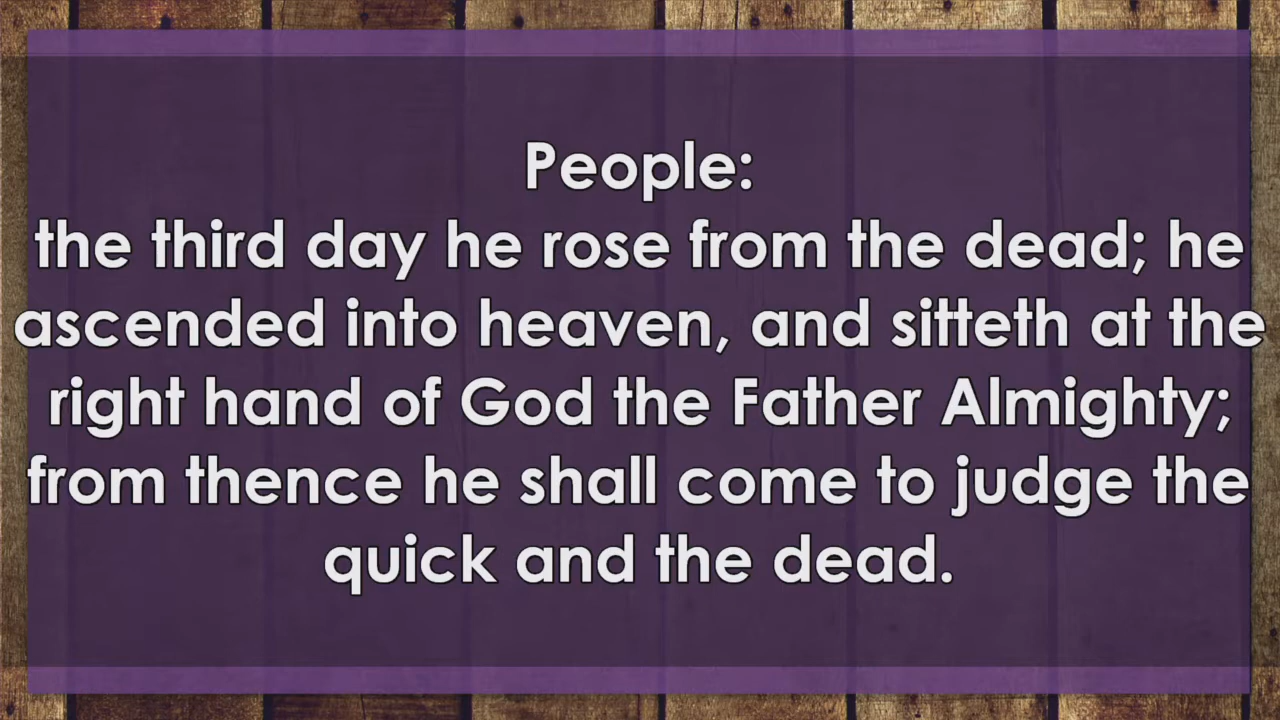 People:
the third day he rose from the dead; he
ascended into heaven, and sitteth at the
right hand of God the Father Almighty;
from thence he shall come to judge the
quick and the dead.